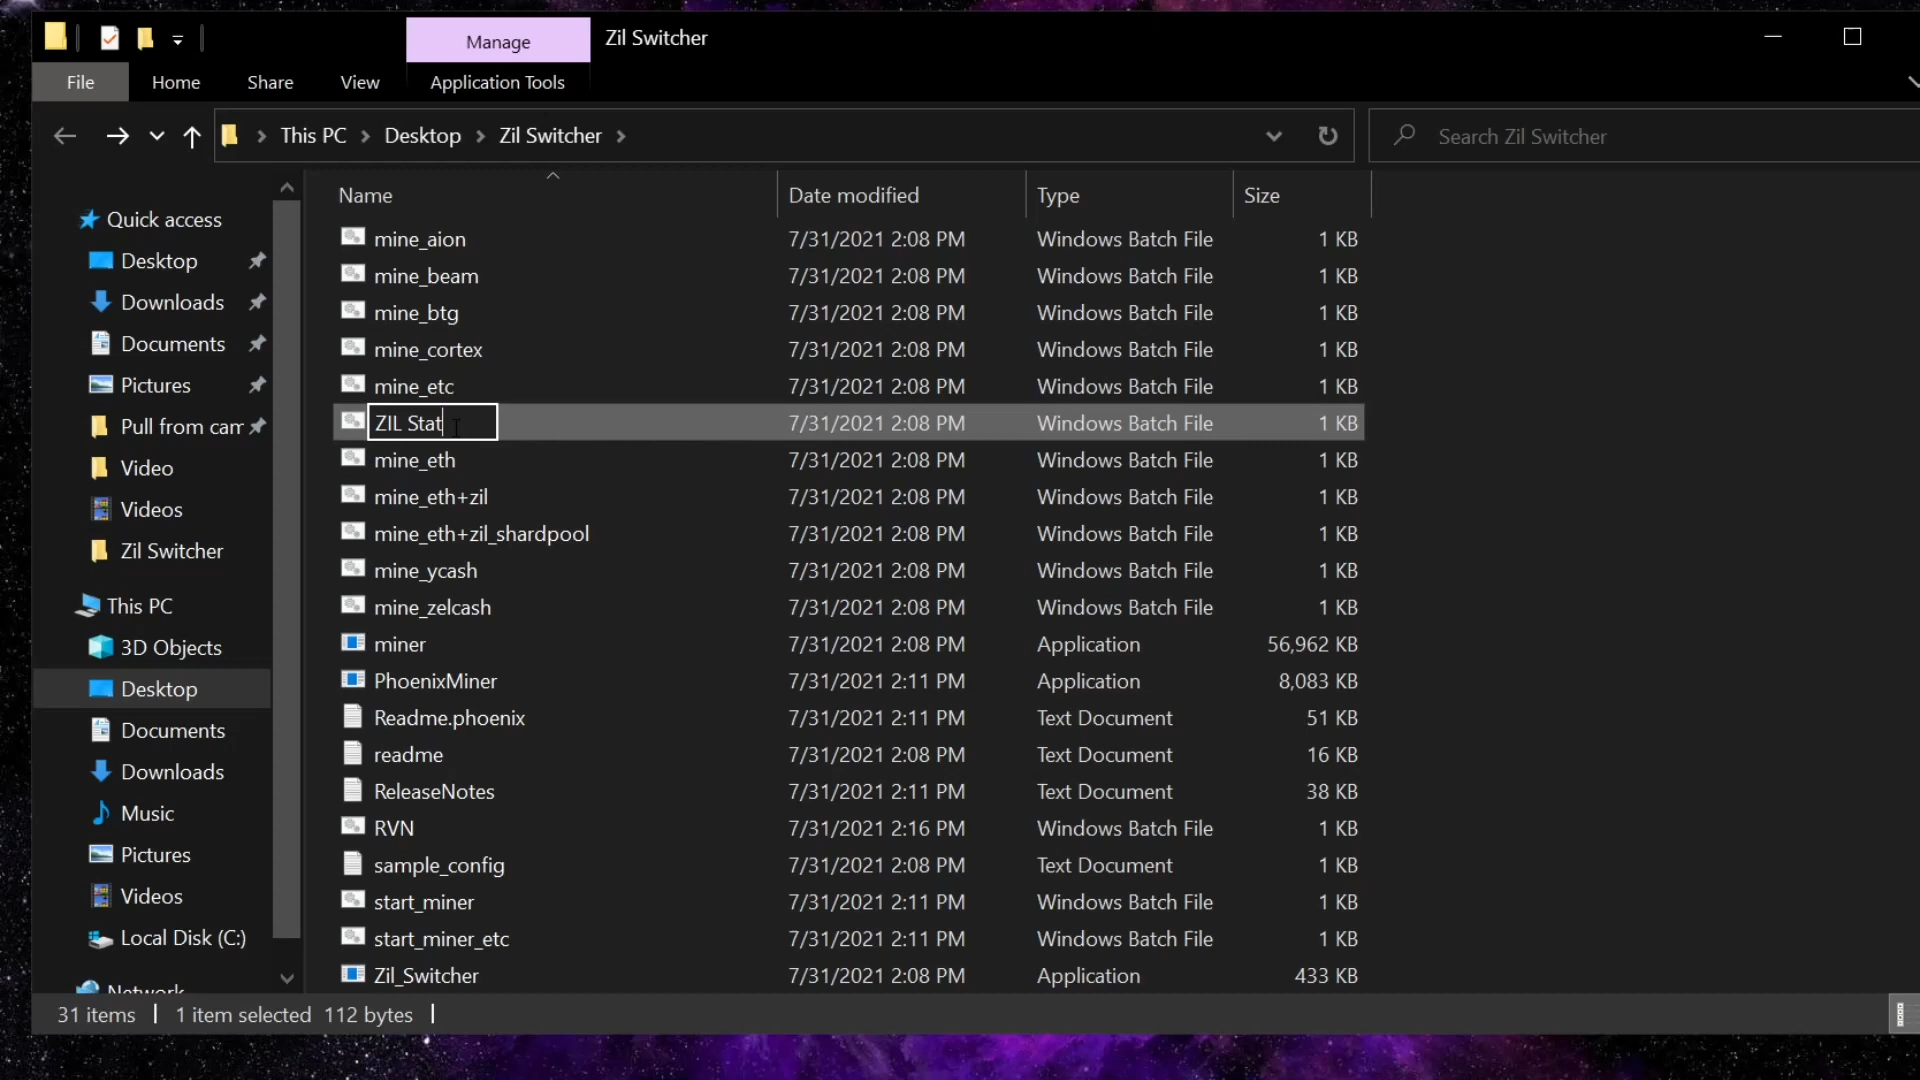 Manage
Zil Switcher
File
Home
Share
View
Application Tools
This PC
Desktop
Zil Switcher
Search Zil Switcher
Name
Date modified
Type
Size
Quick access
Desktop
Downloads
Documents
Pictures
Pull from cam
Video
Videos
Zil Switcher
This PC
3D Objects
Desktop
Documents
Downloads
Music
Pictures
Videos
Local Disk (C:)
Network
mine_aion 7/31/2021 2:08 PM Windows Batch File 1 KB
mine_beam 7/31/2021 2:08 PM Windows Batch File 1 KB
mine_btg 7/31/2021 2:08 PM Windows Batch File 1 KB
mine_cortex 7/31/2021 2:08 PM Windows Batch File 1 KB
mine_etc 7/31/2021 2:08 PM Windows Batch File 1 KB
ZIL Stat 7/31/2021 2:08 PM Windows Batch File 1 KB
mine_eth 7/31/2021 2:08 PM Windows Batch File 1 KB
mine_eth+zil 7/31/2021 2:08 PM Windows Batch File 1 KB
mine_eth+zil_shardpool 7/31/2021 2:08 PM Windows Batch File 1 KB
mine_ycash 7/31/2021 2:08 PM Windows Batch File 1 KB
mine_zelcash 7/31/2021 2:08 PM Windows Batch File 1 KB
miner 7/31/2021 2:08 PM Application 56,962 KB
PhoenixMiner 7/31/2021 2:11 PM Application 8,083 KB
Readme.phoenix 7/31/2021 2:11 PM Text Document 51 KB
readme 7/31/2021 2:08 PM Text Document 16 KB
ReleaseNotes 7/31/2021 2:11 PM Text Document 38 KB
RVN 7/31/2021 2:16 PM Windows Batch File 1 KB
sample_config 7/31/2021 2:08 PM Text Document 1 KB
start_miner 7/31/2021 2:11 PM Windows Batch File 1 KB
start_miner_etc 7/31/2021 2:11 PM Windows Batch File 1 KB
Zil_Switcher 7/31/2021 2:08 PM Application 433 KB
31 items
1 item selected 112 bytes